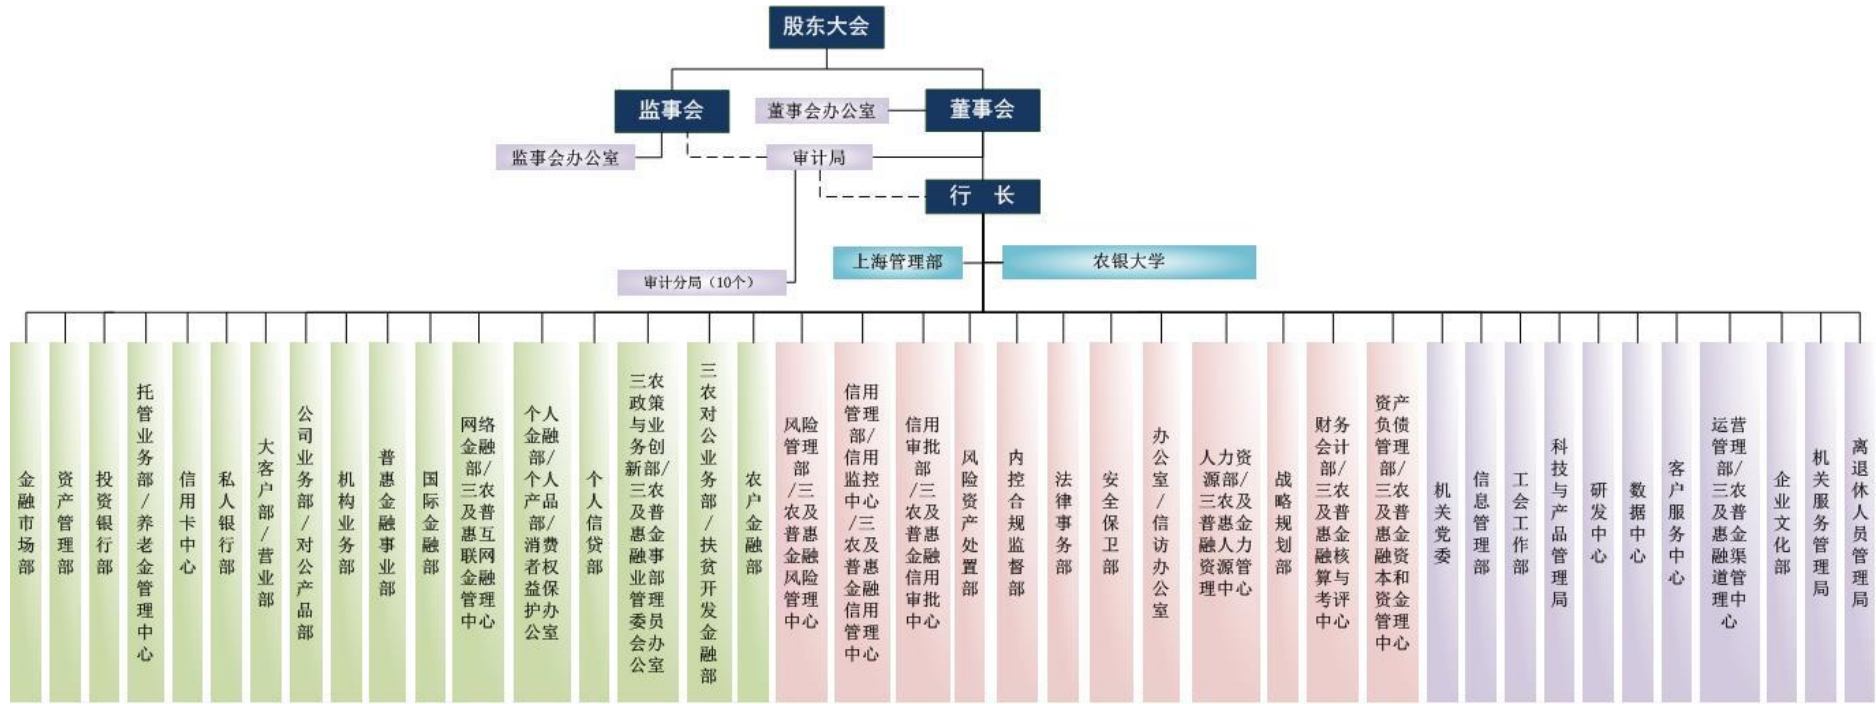 股东大会
监事会
董事会办公室
董事会
监事会办公室
审计局
行 长
上海管理部
农银大学
审计分局（10个）
金融市场部
资产管理部
投资银行部
托管业务部/养老金管理中心
信用卡中心
私人银行部
大客户部/营业部
公司业务部/对公产品部
机构业务部
普惠金融事业部
国际金融部
网络金融部/三农及普惠互联网金融管理中心
个人金融部/个人产品部/消费者权益保护办公室
个人信贷部
三农政策与业务创新部/三农及普惠金融事业部管理委员会办公室
三农对公业务部/扶贫开发金融部
农户金融部
风险管理部/三农及普惠金融风险管理中心
信用管理部/信用监控中心/三农及普惠金融信用管理中心
信用审批部/三农及普惠金融信用审批中心
风险资产处置部
内控合规监督部
法律事务部
安全保卫部
办公室/信访办公室
人力资源部/三农及普惠金融人力资源管理中心
战略规划部
财务会计部/三农及普惠金融核算与考评中心
资产负债管理部/三农及普惠金融资本和资金管理中心
机关党委
信息管理部
工会工作部
科技与产品管理局
研发中心
数据中心
客户服务中心
运营管理部/三农及普惠金融渠道管理中心
企业文化部
机关服务管理局
离退休人员管理局